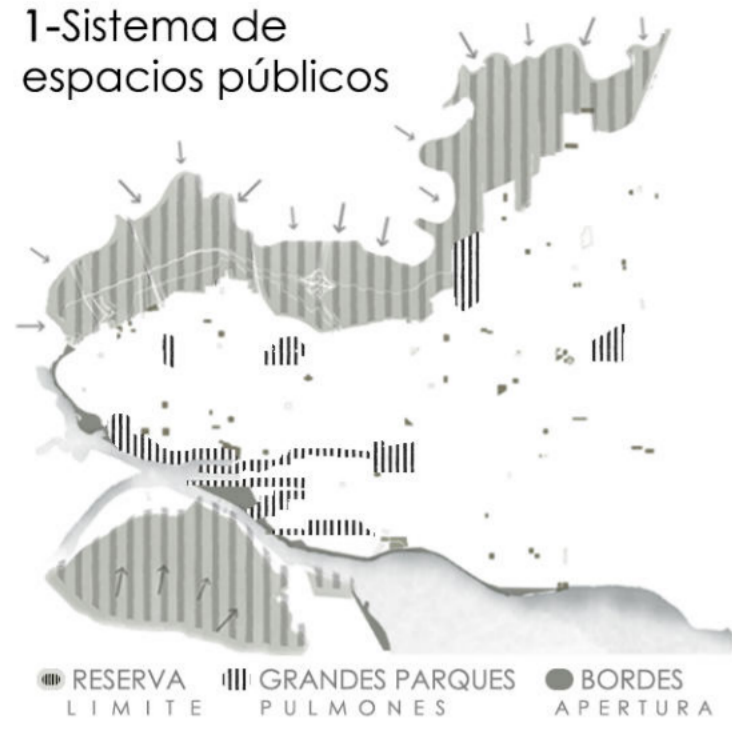 1-Sistema de
espacios públicos
RESERVA GRANDES PARQUES BORDES
LIMITE PULMONES APERTURA